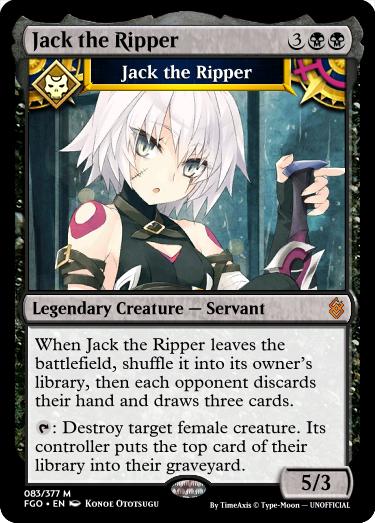 Jack the Ripper 3
Jack the Ripper
Legendary Creature — Servant
When Jack the Ripper leaves the
battlefield, shuffle it into its owner's
library, then each opponent discards
their hand and draws three cards.
: Destroy target female creature. Its
controller puts the top card of their
library into their graveyard.
5/3
083/377 M
FGO • EN Konoe Ototsugu
By TimeAxis © Type-Moon — UNOFFICIAL